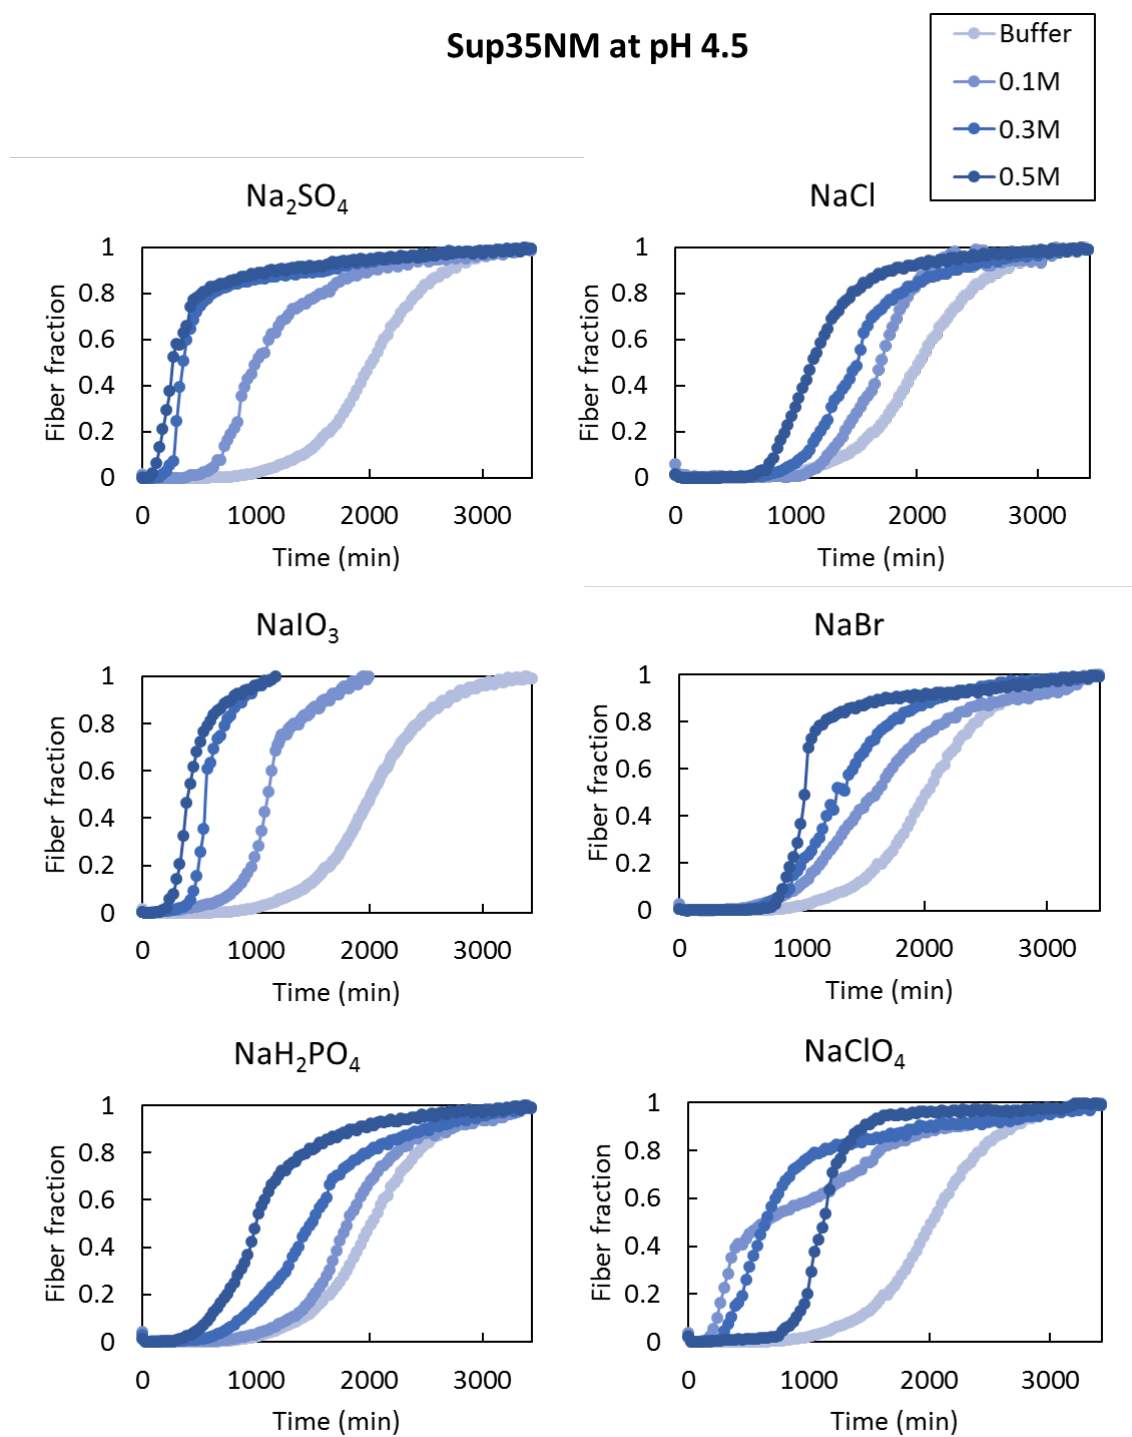 Sup35NM at pH 4.5
Buffer
0.1M
0.3M
0.5M
Na₂SO₄
Fiber fraction
1
0.8
0.6
0.4
0.2
0
0 1000 2000 3000
Time (min)
NaCl
Fiber fraction
1
0.8
0.6
0.4
0.2
0
0 1000 2000 3000
Time (min)
NaIO₃
Fiber fraction
1
0.8
0.6
0.4
0.2
0
0 1000 2000 3000
Time (min)
NaBr
Fiber fraction
1
0.8
0.6
0.4
0.2
0
0 1000 2000 3000
Time (min)
NaH₂PO₄
Fiber fraction
1
0.8
0.6
0.4
0.2
0
0 1000 2000 3000
Time (min)
NaClO₄
Fiber fraction
1
0.8
0.6
0.4
0.2
0
0 1000 2000 3000
Time (min)